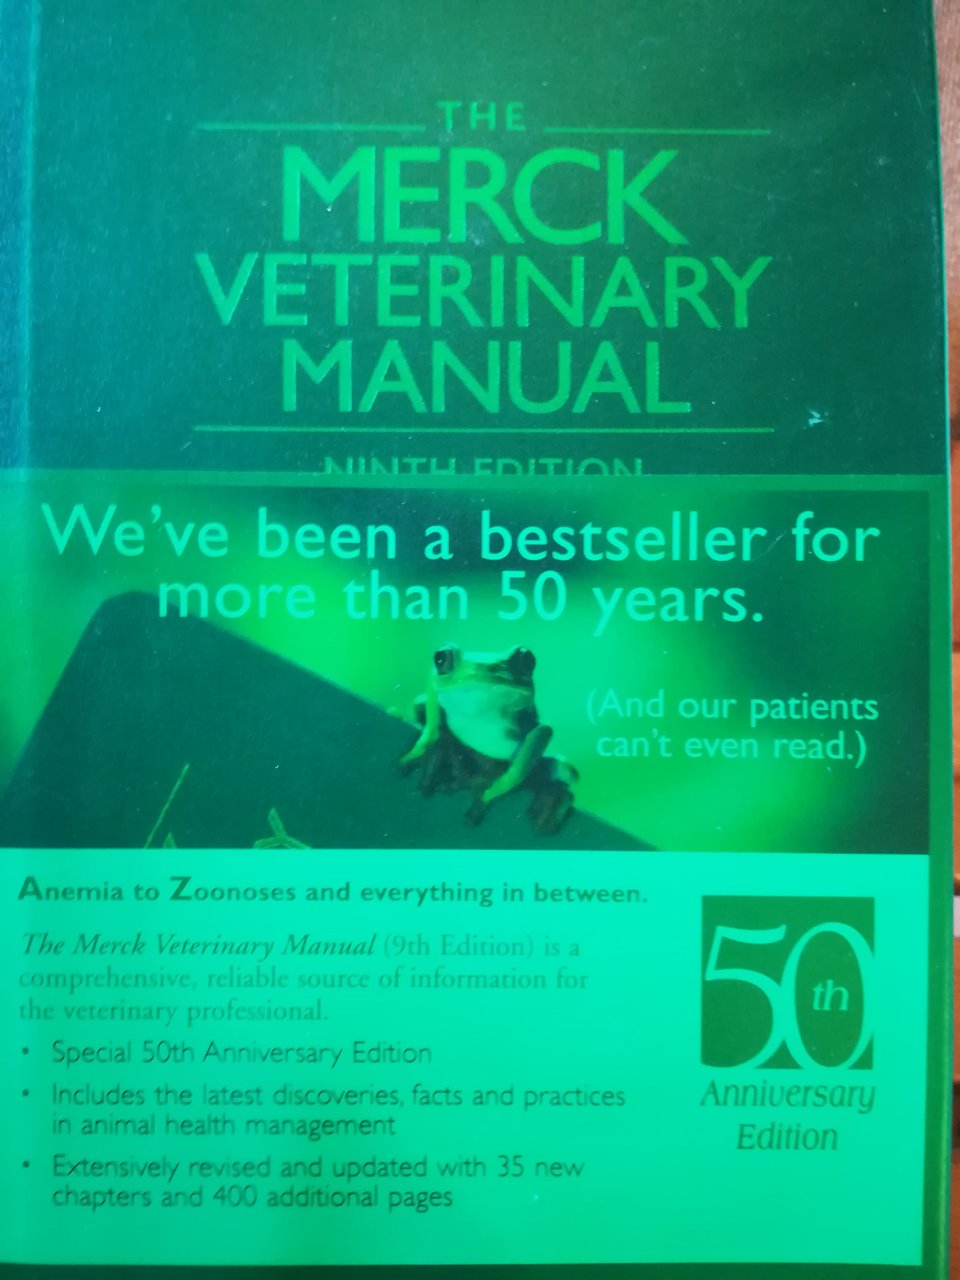 THE
MERCK
VETERINARY
MANUAL
NINTH EDITION
We've been a bestseller for
more than 50 years.
(And our patients
can't even read.)
Anemia to Zoonoses and everything in between.
The Merck Veterinary Manual (9th Edition) is a
comprehensive, reliable source of information for
the veterinary professional.
• Special 50th Anniversary Edition
• Includes the latest discoveries, facts and practices
in animal health management
• Extensively revised and updated with 35 new
chapters and 400 additional pages
50th
Anniversary
Edition